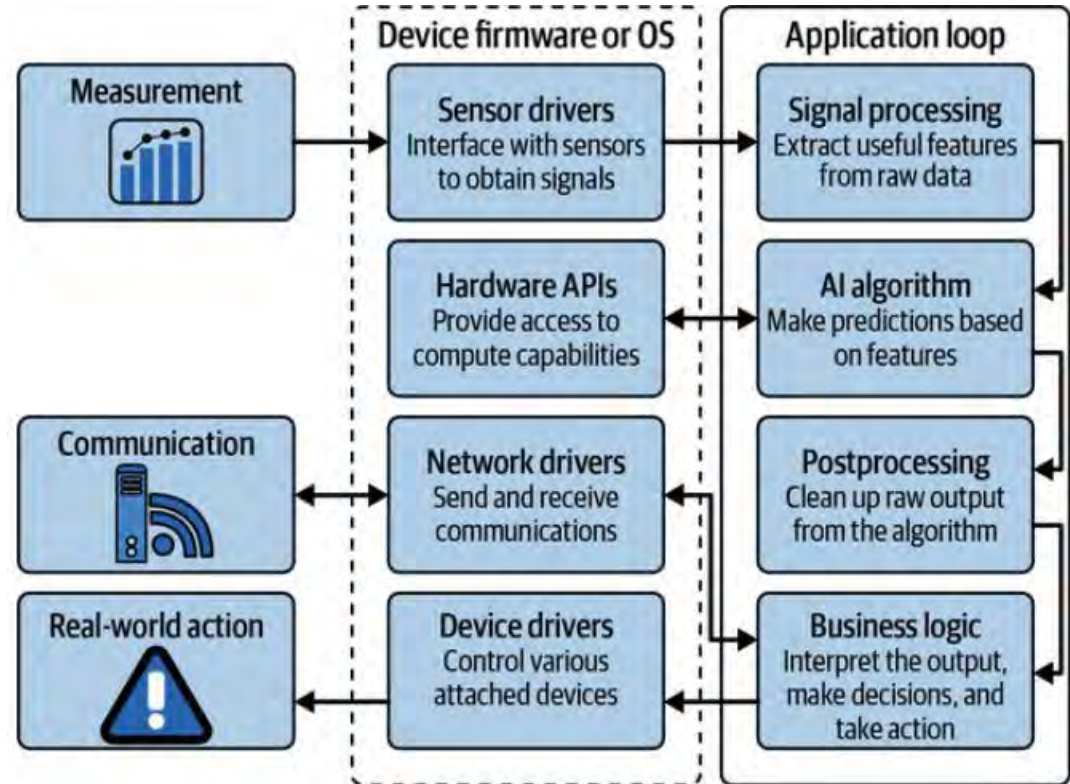 Device firmware or OS
Application loop
Measurement
Sensor drivers
Interface with sensors
to obtain signals
Signal processing
Extract useful features
from raw data
Hardware APIs
Provide access to
compute capabilities
AI algorithm
Make predictions based
on features
Communication
Network drivers
Send and receive
communications
Postprocessing
Clean up raw output
from the algorithm
Real-world action
Device drivers
Control various
attached devices
Business logic
Interpret the output,
make decisions, and
take action